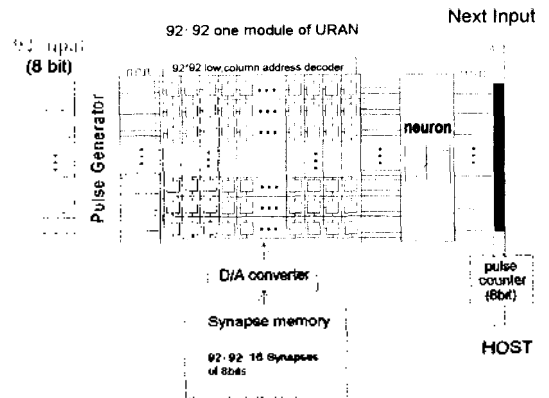 92·92 one module of URAN
Next Input
(8 bit)
92*92 low,column address decoder
Pulse Generator
neuron
D/A converter
pulse
counter
(8bit)
Synapse memory
92·92·16 Synapses
of 8bits
HOST